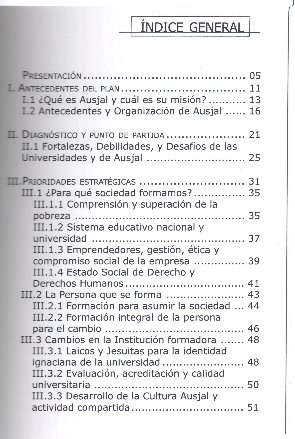 ÍNDICE GENERAL
PRESENTACIÓN ........................................ 05
I. ANTECEDENTES DEL PLAN............................... 11
I.1 ¿Qué es Ausjal y cuál es su misión? ........... 13
I.2 Antecedentes y Organización de Ausjal ...... 16
II. DIAGNÓSTICO Y PUNTO DE PARTIDA ................... 21
II.1 Fortalezas, Debilidades, y Desafíos de las
Universidades y de Ausjal ........................ 25
III.PRIORIDADES ESTRATÉGICAS .......................... 31
III.1 ¿Para qué sociedad formamos? ............. 35
III.1.1 Comprensión y superación de la
pobreza .......................................... 35
III.1.2 Sistema educativo nacional y
universidad ..................................... 37
III.1.3 Emprendedores, gestión, ética y
compromiso social de la empresa ............. 39
III.1.4 Estado Social de Derecho y
Derechos Humanos............................. 41
III.2 La Persona que se forma ................... 43
III.2.1 Formación para asumir la sociedad ... 44
III.2.2 Formación integral de la persona
para el cambio .................................. 46
III.3 Cambios en la Institución formadora ....... 48
III.3.1 Laicos y Jesuitas para la identidad
ignaciana de la universidad.................... 48
III.3.2 Evaluación, acreditación y calidad
universitaria ..................................... 50
III.3.3 Desarrollo de la Cultura Ausjal y
actividad compartida........................... 51